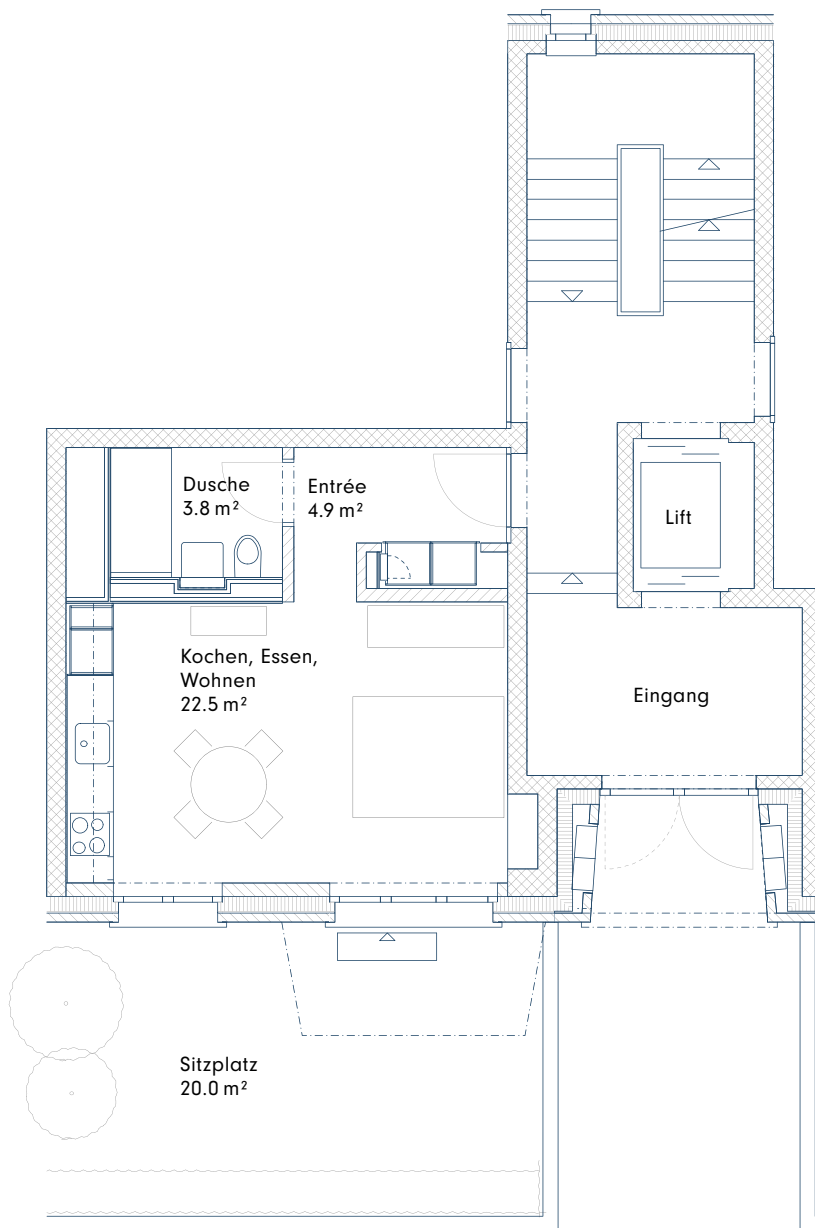 Dusche
3.8 m²
Entrée
4.9 m²
Lift
Kochen, Essen,
Wohnen
22.5 m²
Eingang
Sitzplatz
20.0 m²